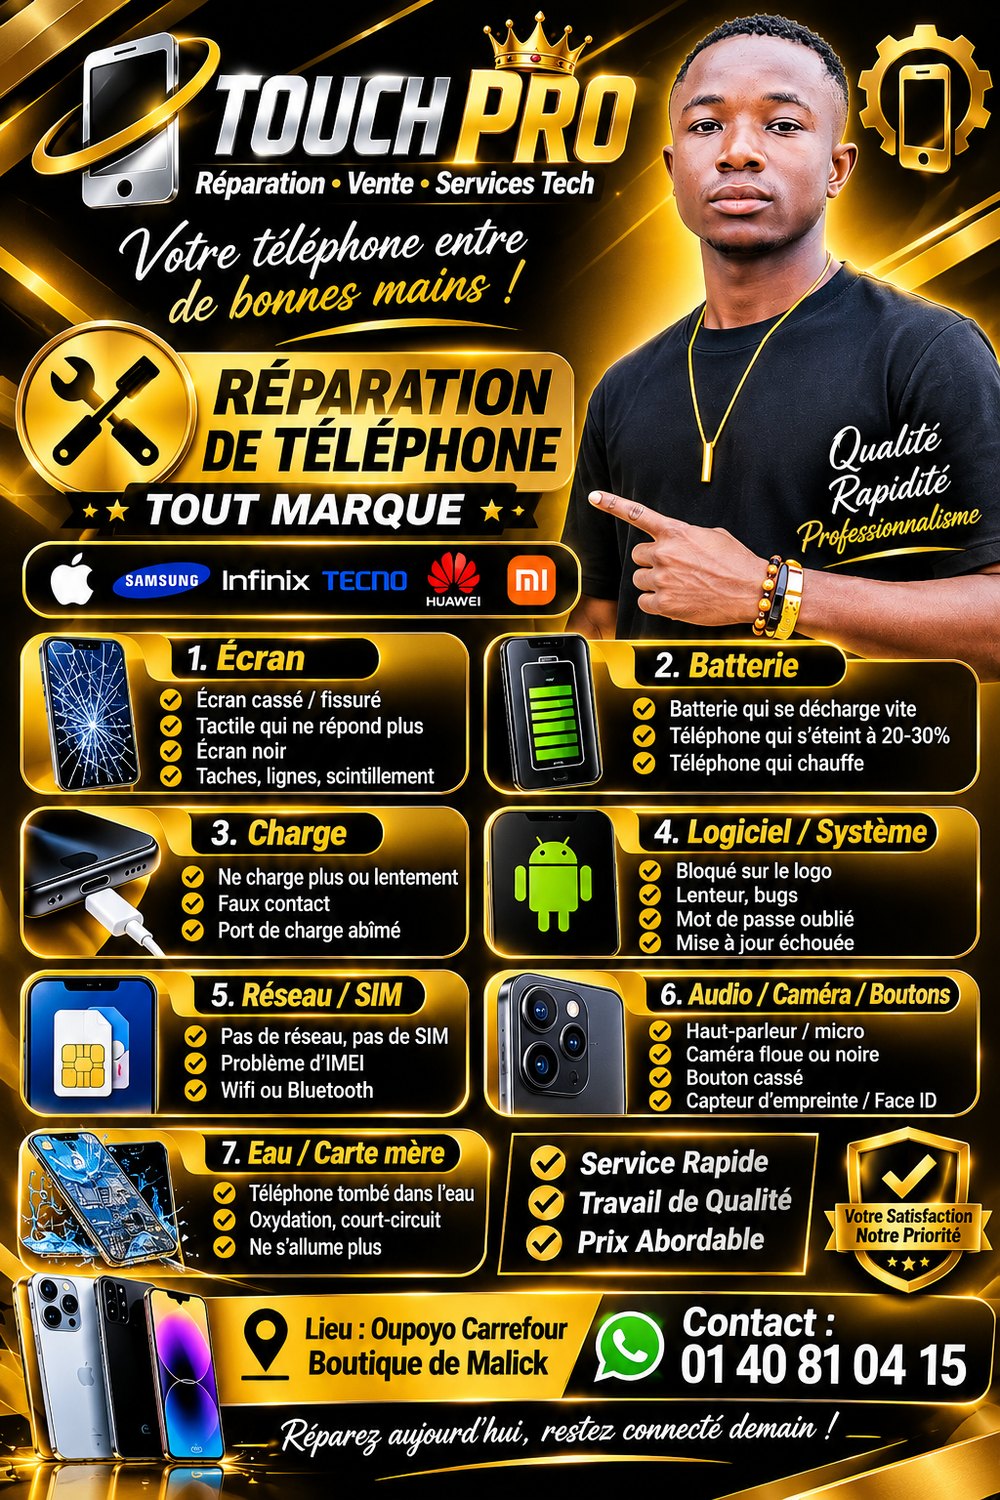 TOUCH PRO
Réparation • Vente • Services Tech
Votre téléphone entre
de bonnes mains !
RÉPARATION
DE TÉLÉPHONE
TOUT MARQUE
SAMSUNG Infinix TECNO HUAWEI mi
Qualité
Rapidité
Professionnalisme
1. Écran
Écran cassé / fissuré
Tactile qui ne répond plus
Écran noir
Taches, lignes, scintillement
2. Batterie
Batterie qui se décharge vite
Téléphone qui s'éteint à 20-30%
Téléphone qui chauffe
3. Charge
Ne charge plus ou lentement
Faux contact
Port de charge abîmé
4. Logiciel / Système
Bloqué sur le logo
Lenteur, bugs
Mot de passe oublié
Mise à jour échouée
5. Réseau / SIM
Pas de réseau, pas de SIM
Problème d'IMEI
Wifi ou Bluetooth
6. Audio / Caméra / Boutons
Haut-parleur / micro
Caméra floue ou noire
Bouton cassé
Capteur d'empreinte / Face ID
7. Eau / Carte mère
Téléphone tombé dans l'eau
Oxydation, court-circuit
Ne s'allume plus
Service Rapide
Travail de Qualité
Prix Abordable
Votre Satisfaction
Notre Priorité
Lieu : Oupoyo Carrefour
Boutique de Malick
Contact :
01 40 81 04 15
Réparez aujourd'hui, restez connecté demain !